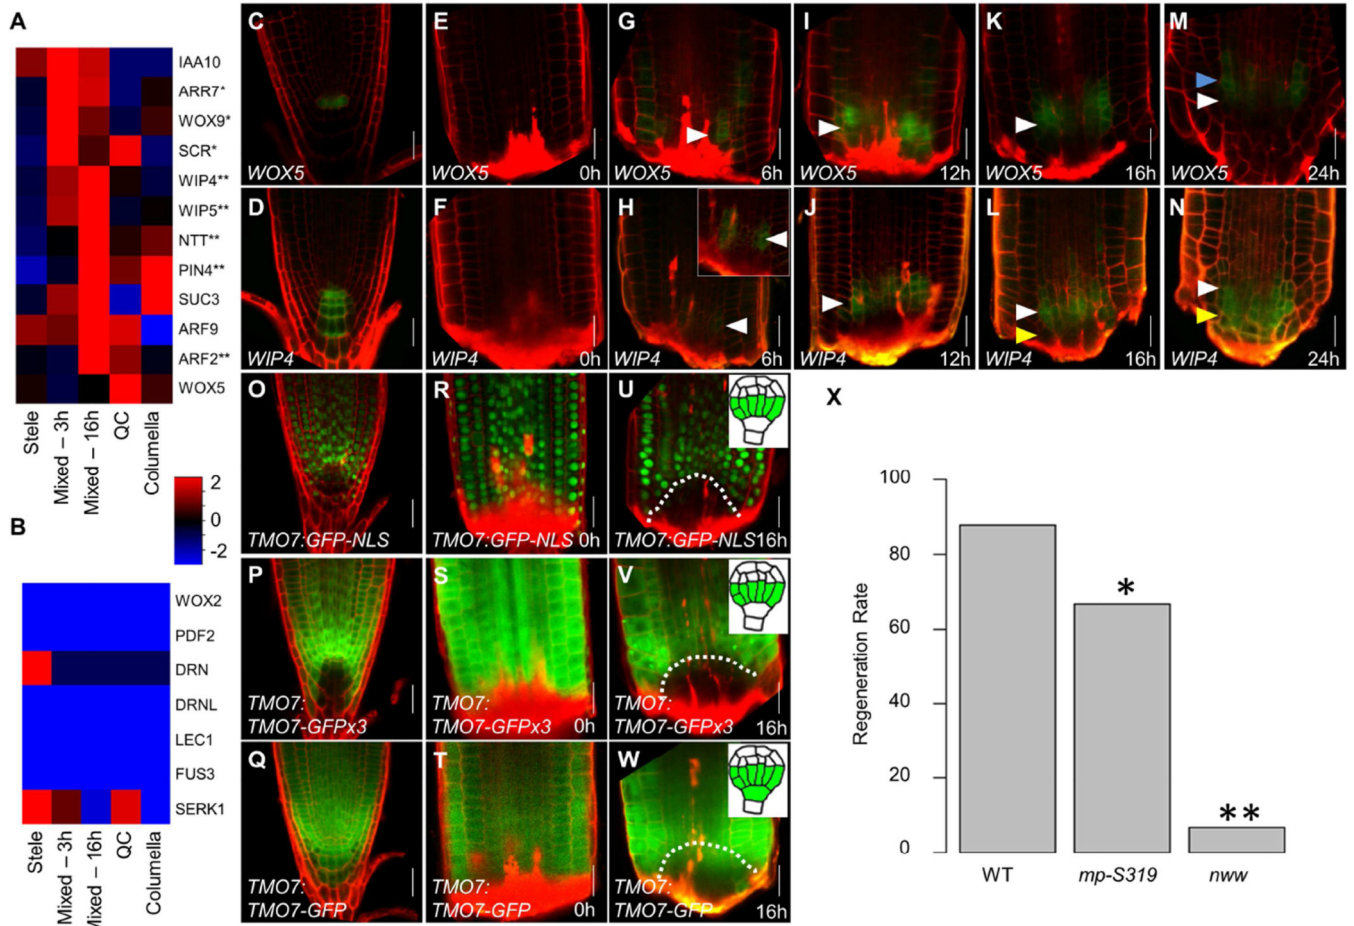 A
IAA10
ARR7*
WOX9*
SCR*
WIP4**
WIP5**
NTT**
PIN4**
SUC3
ARF9
ARF2**
WOX5
Stele
Mixed – 3h
Mixed – 16h
QC
Columella
2
0
-2
B
WOX2
PDF2
DRN
DRNL
LEC1
FUS3
SERK1
Stele
Mixed – 3h
Mixed – 16h
QC
Columella
C
WOX5
E
WOX5 0h
G
WOX5 6h
I
WOX5 12h
K
WOX5 16h
M
WOX5 24h
D
WIP4
F
WIP4 0h
H
WIP4 6h
J
WIP4 12h
L
WIP4 16h
N
WIP4 24h
O
TMO7:GFP-NLS
R
TMO7:GFP-NLS 0h
U
TMO7:GFP-NLS 16h
P
TMO7:
TMO7-GFPx3
S
TMO7:
TMO7-GFPx3 0h
V
TMO7:
TMO7-GFPx3 16h
Q
TMO7:
TMO7-GFP
T
TMO7:
TMO7-GFP 0h
W
TMO7:
TMO7-GFP 16h
X
Regeneration Rate
100
80
60
40
20
0
*
**
WT mp-S319 nww